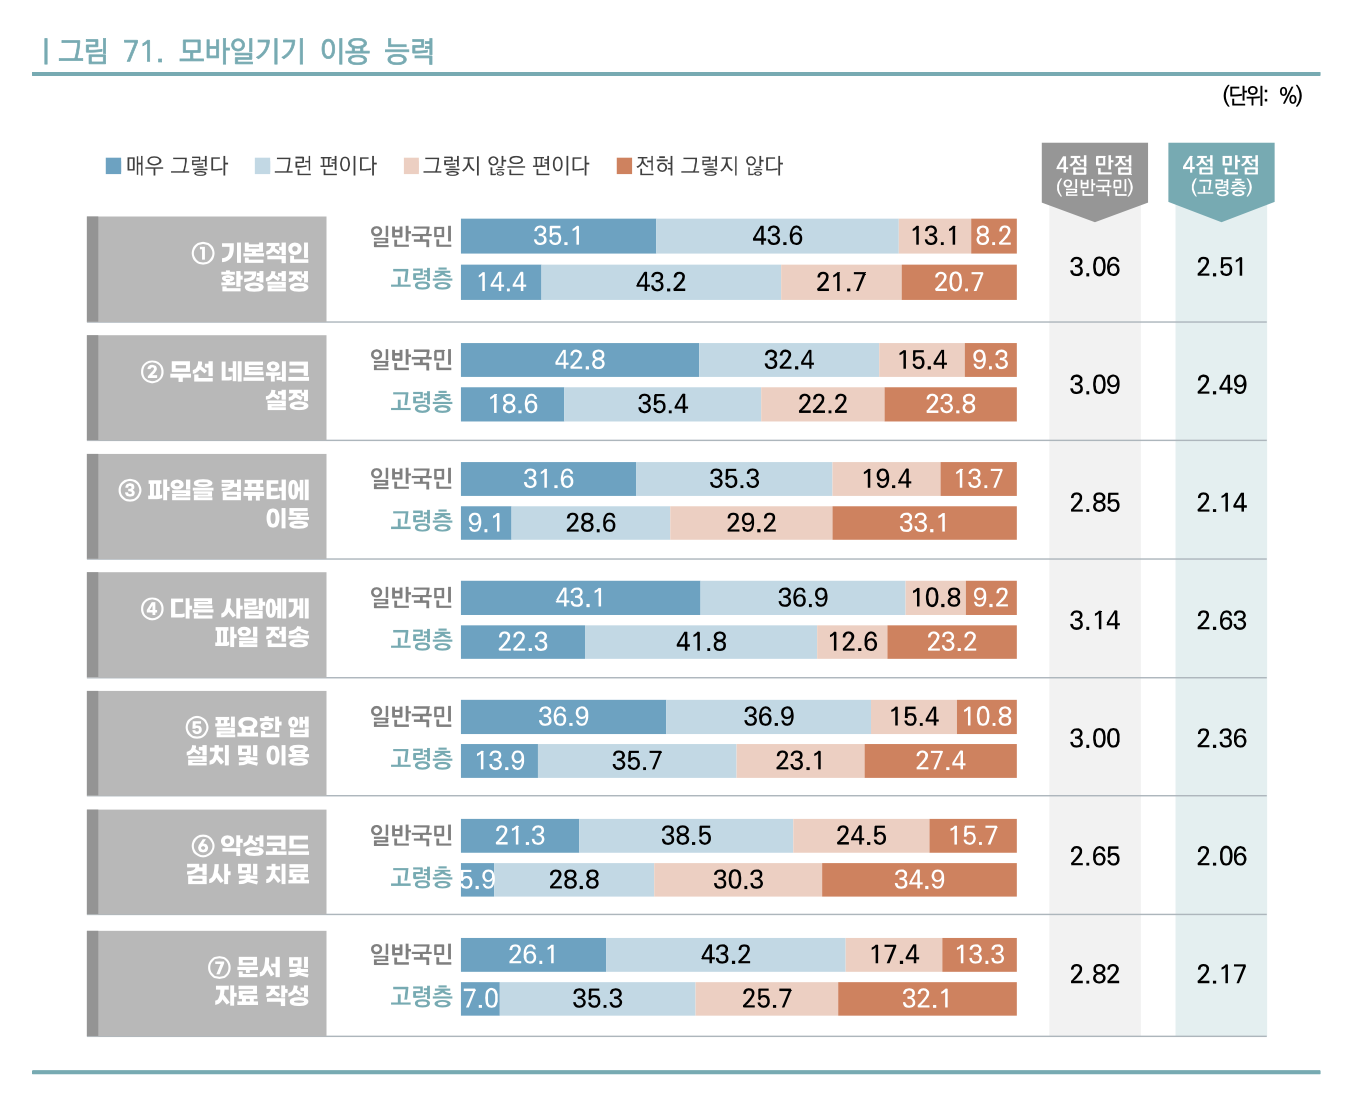 그림 71. 모바일기기 이용 능력
(단위: %)
매우 그렇다 그런 편이다 그렇지 않은 편이다 전혀 그렇지 않다
4점 만점
(일반국민)
4점 만점
(고령층)
① 기본적인
환경설정
일반국민 35.1 43.6 13.1 8.2
고령층 14.4 43.2 21.7 20.7
3.06 2.51
② 무선 네트워크
설정
일반국민 42.8 32.4 15.4 9.3
고령층 18.6 35.4 22.2 23.8
3.09 2.49
③ 파일을 컴퓨터에
이동
일반국민 31.6 35.3 19.4 13.7
고령층 9.1 28.6 29.2 33.1
2.85 2.14
④ 다른 사람에게
파일 전송
일반국민 43.1 36.9 10.8 9.2
고령층 22.3 41.8 12.6 23.2
3.14 2.63
⑤ 필요한 앱
설치 및 이용
일반국민 36.9 36.9 15.4 10.8
고령층 13.9 35.7 23.1 27.4
3.00 2.36
⑥ 악성코드
검사 및 치료
일반국민 21.3 38.5 24.5 15.7
고령층 5.9 28.8 30.3 34.9
2.65 2.06
⑦ 문서 및
자료 작성
일반국민 26.1 43.2 17.4 13.3
고령층 7.0 35.3 25.7 32.1
2.82 2.17